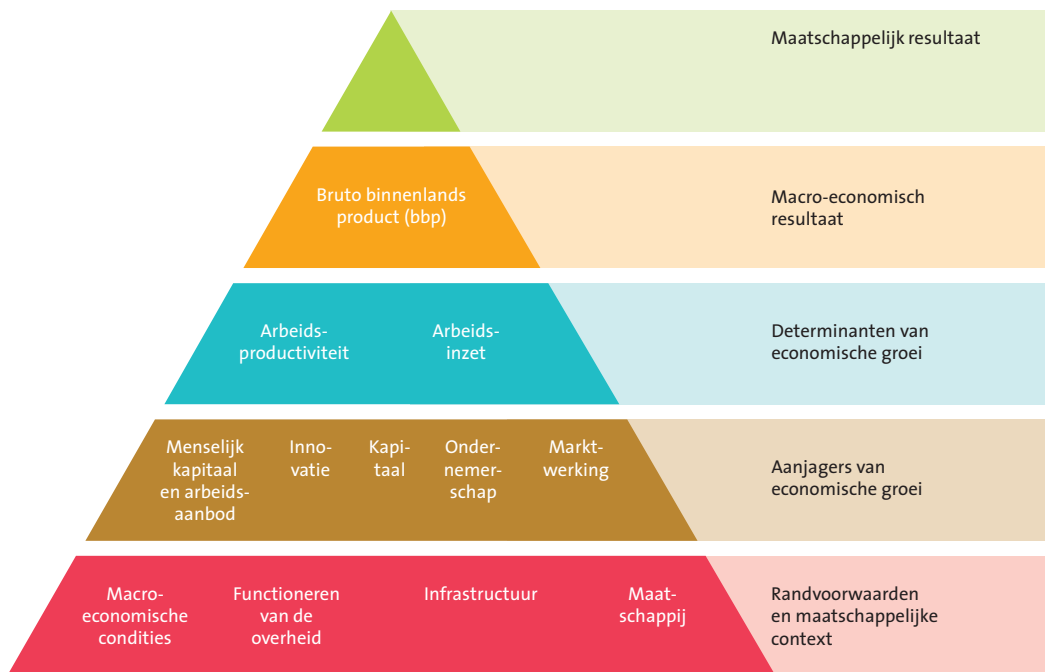 Maatschappelijk resultaat
Bruto binnenlands
product (bbp)
Macro-economisch
resultaat
Arbeids-
productiviteit
Arbeids-
inzet
Determinanten van
economische groei
Menselijk
kapitaal
en arbeids-
aanbod
Inno-
vatie
Kapi-
taal
Onder-
nemer-
schap
Markt-
werking
Aanjagers van
economische groei
Macro-
economische
condities
Functioneren
van de
overheid
Infrastructuur
Maat-
schappij
Randvoorwaarden
en maatschappelijke
context